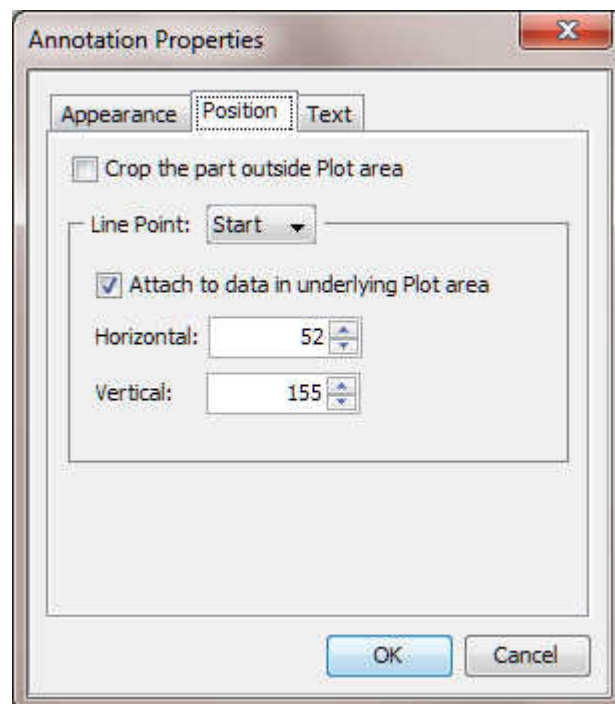 Annotation Properties
Appearance Position Text
Crop the part outside Plot area
Line Point: Start
Attach to data in underlying Plot area
Horizontal: 52
Vertical: 155
OK Cancel